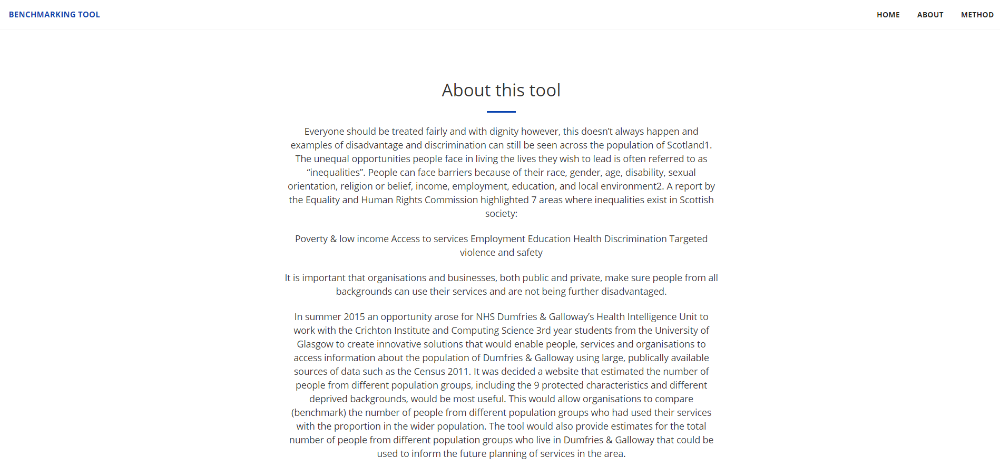 BENCHMARKING TOOL
HOME ABOUT METHOD
About this tool
Everyone should be treated fairly and with dignity however, this doesn’t always happen and
examples of disadvantage and discrimination can still be seen across the population of Scotland1.
The unequal opportunities people face in living the lives they wish to lead is often referred to as
“inequalities”. People can face barriers because of their race, gender, age, disability, sexual
orientation, religion or belief, income, employment, education, and local environment2. A report by
the Equality and Human Rights Commission highlighted 7 areas where inequalities exist in Scottish
society:
Poverty & low income Access to services Employment Education Health Discrimination Targeted
violence and safety
It is important that organisations and businesses, both public and private, make sure people from all
backgrounds can use their services and are not being further disadvantaged.
In summer 2015 an opportunity arose for NHS Dumfries & Galloway’s Health Intelligence Unit to
work with the Crichton Institute and Computing Science 3rd year students from the University of
Glasgow to create innovative solutions that would enable people, services and organisations to
access information about the population of Dumfries & Galloway using large, publically available
sources of data such as the Census 2011. It was decided a website that estimated the number of
people from different population groups, including the 9 protected characteristics and different
deprived backgrounds, would be most useful. This would allow organisations to compare
(benchmark) the number of people from different population groups who had used their services
with the proportion in the wider population. The tool would also provide estimates for the total
number of people from different population groups who live in Dumfries & Galloway that could be
used to inform the future planning of services in the area.